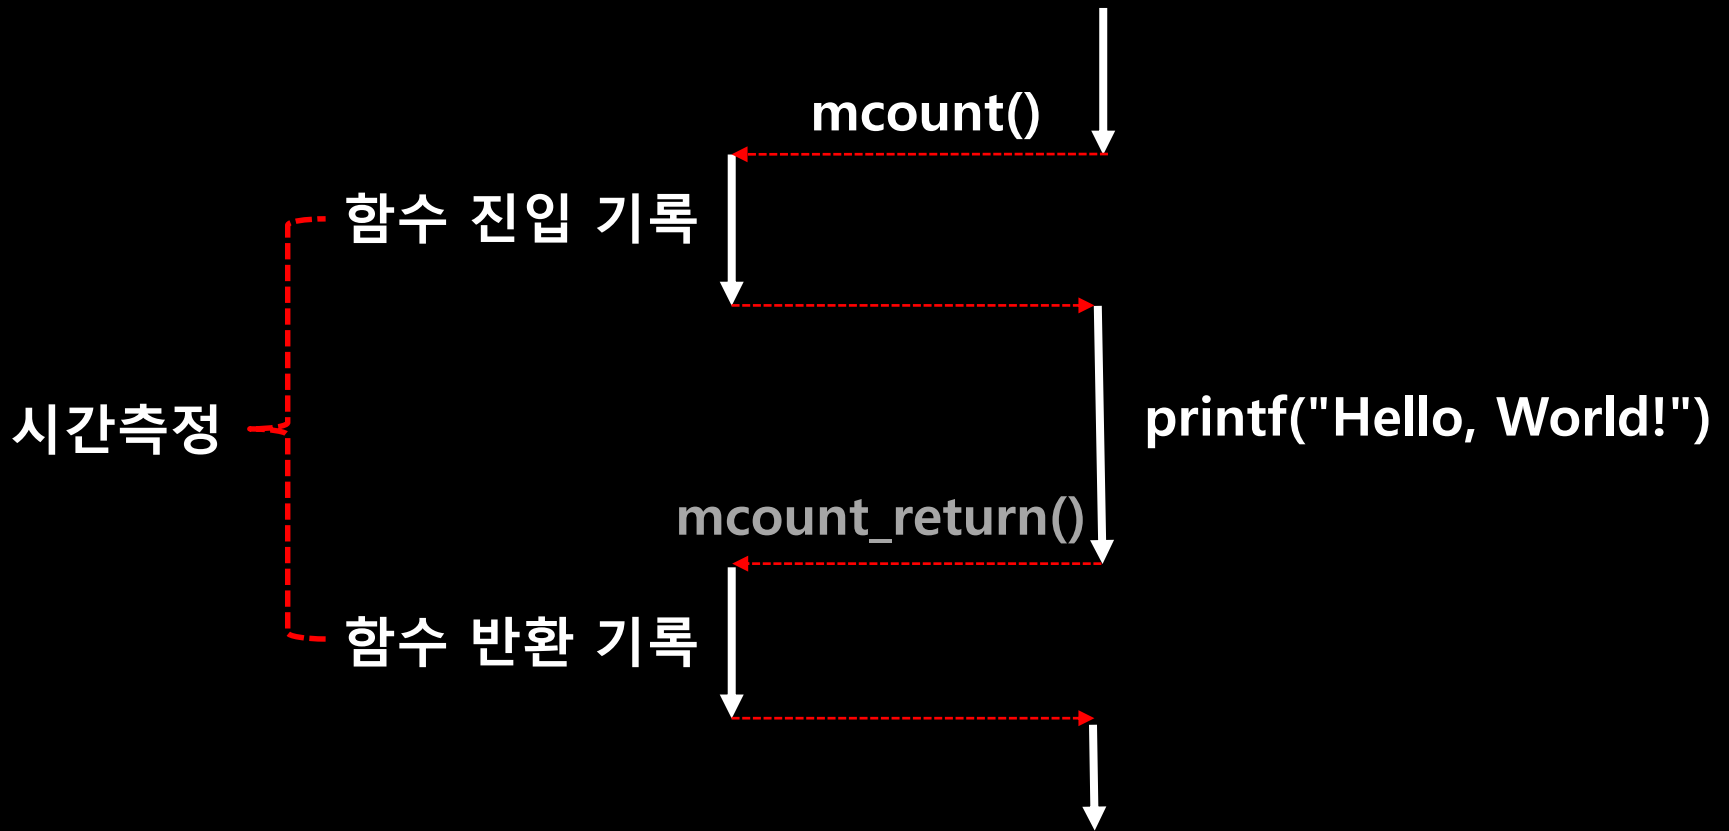 mcount()
함수 진입 기록
시간측정
printf("Hello, World!")
mcount_return()
함수 반환 기록